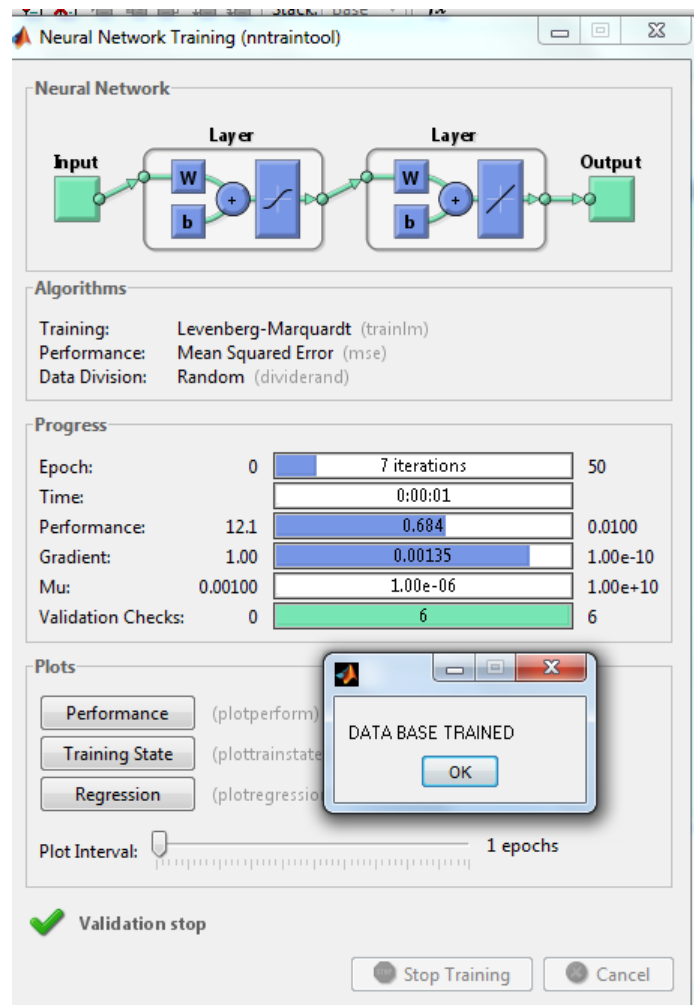 Stack: Base
Neural Network Training (nntraintool)
Neural Network
Layer Layer
Input Output
W W
+ +
b b
Algorithms
Training: Levenberg-Marquardt (trainlm)
Performance: Mean Squared Error (mse)
Data Division: Random (dividerand)
Progress
Epoch: 0 7 iterations 50
Time: 0:00:01
Performance: 12.1 0.684 0.0100
Gradient: 1.00 0.00135 1.00e-10
Mu: 0.00100 1.00e-06 1.00e+10
Validation Checks: 0 6 6
Plots
Performance (plotperform)
Training State (plottrainstate
Regression (plotregression
DATA BASE TRAINED
OK
Plot Interval: 1 epochs
Validation stop
Stop Training Cancel